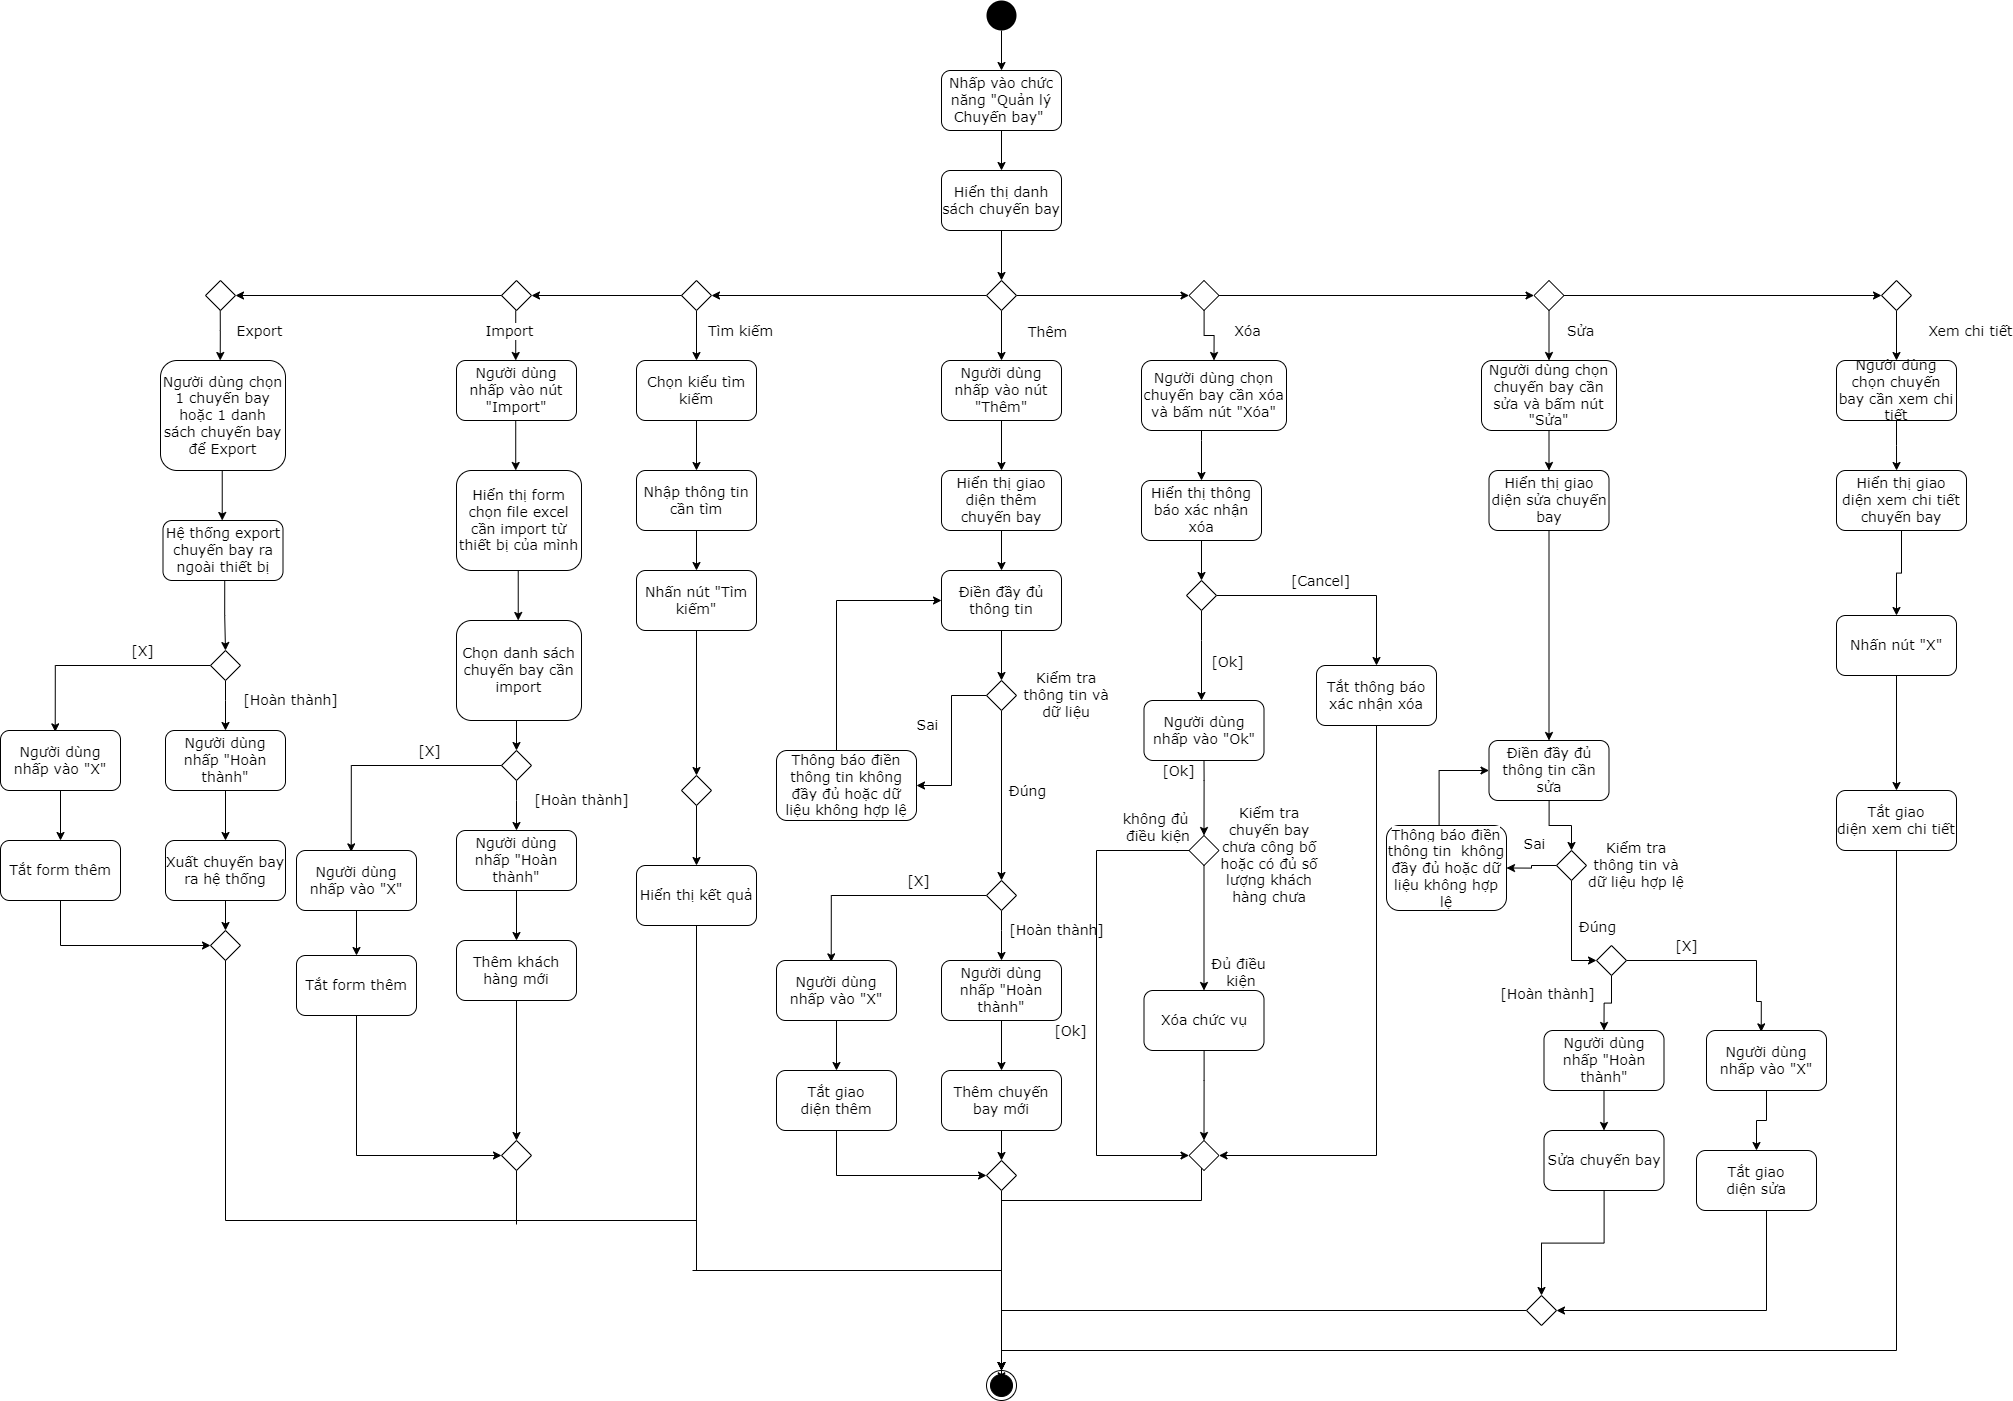 Nhấp vào chức
năng "Quản lý
Chuyến bay"
Hiển thị danh
sách chuyến bay
Export
Import
Tìm kiếm
Thêm
Xóa
Sửa
Xem chi tiết
Người dùng chọn
1 chuyến bay
hoặc 1 danh
sách chuyến bay
để Export
Hệ thống export
chuyến bay ra
ngoài thiết bị
[X]
[Hoàn thành]
Người dùng
nhấp vào "X"
Người dùng
nhấp "Hoàn
thành"
Tắt form thêm
Xuất chuyến bay
ra hệ thống
Người dùng
nhấp vào nút
"Import"
Hiển thị form
chọn file excel
cần import từ
thiết bị của mình
Chọn danh sách
chuyến bay cần
import
[X]
[Hoàn thành]
Người dùng
nhấp vào "X"
Người dùng
nhấp "Hoàn
thành"
Tắt form thêm
Thêm khách
hàng mới
Chọn kiểu tìm
kiếm
Nhập thông tin
cần tìm
Nhấn nút "Tìm
kiếm"
Hiển thị kết quả
Người dùng
nhấp vào nút
"Thêm"
Hiển thị giao
diện thêm
chuyến bay
Điền đầy đủ
thông tin
Kiểm tra
thông tin và
dữ liệu
Sai
Thông báo điền
thông tin không
đầy đủ hoặc dữ
liệu không hợp lệ
Đúng
[X]
[Hoàn thành]
Người dùng
nhấp vào "X"
Người dùng
nhấp "Hoàn
thành"
[Ok]
Tắt giao
diện thêm
Thêm chuyến
bay mới
Người dùng chọn
chuyến bay cần xóa
và bấm nút "Xóa"
Hiển thị thông
báo xác nhận
xóa
[Cancel]
[Ok]
Tắt thông báo
xác nhận xóa
Người dùng
nhấp vào "Ok"
[Ok]
không đủ
điều kiện
Kiểm tra
chuyến bay
chưa công bố
hoặc có đủ số
lượng khách
hàng chưa
Đủ điều
kiện
Xóa chức vụ
Người dùng chọn
chuyến bay cần
sửa và bấm nút
"Sửa"
Hiển thị giao
diện sửa chuyến
bay
Điền đầy đủ
thông tin cần
sửa
Sai
Thông báo điền
thông tin  không
đầy đủ hoặc dữ
liệu không hợp
lệ
Kiểm tra
thông tin và
dữ liệu hợp lệ
Đúng
[X]
[Hoàn thành]
Người dùng
nhấp "Hoàn
thành"
Người dùng
nhấp vào "X"
Sửa chuyến bay
Tắt giao
diện sửa
Người dùng
chọn chuyến
bay cần xem chi
tiết
Hiển thị giao
diện xem chi tiết
chuyến bay
Nhấn nút "X"
Tắt giao
diện xem chi tiết